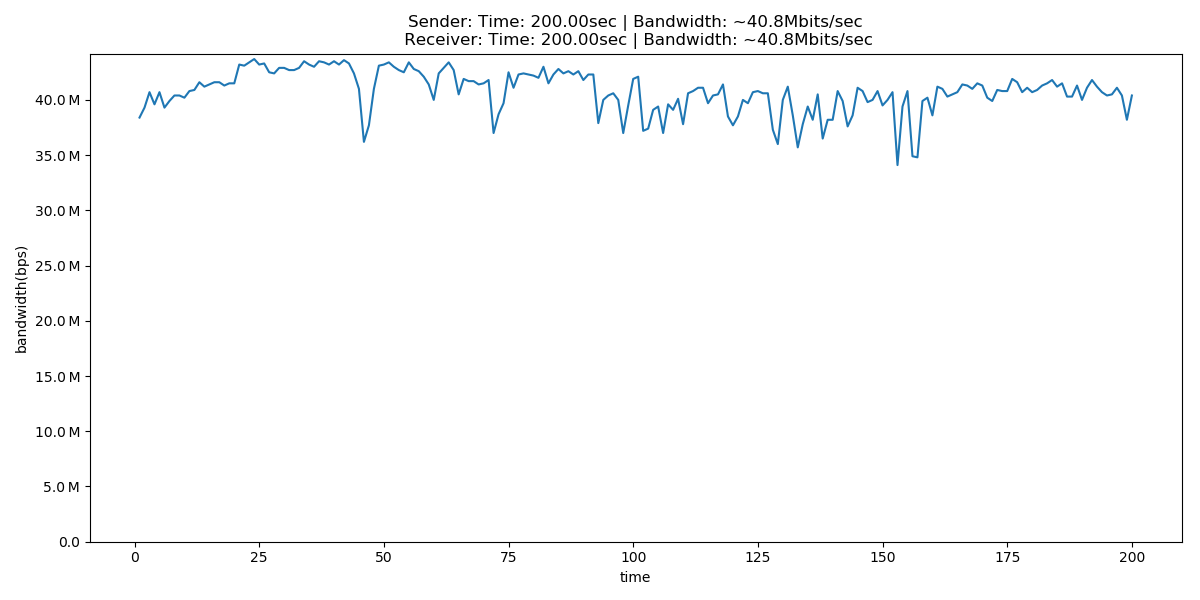 Sender: Time: 200.00sec | Bandwidth: ~40.8Mbits/sec
Receiver: Time: 200.00sec | Bandwidth: ~40.8Mbits/sec
40.0 M
35.0 M
30.0 M
25.0 M
20.0 M
15.0 M
10.0 M
5.0 M
0.0
bandwidth(bps)
0 25 50 75 100 125 150 175 200
time